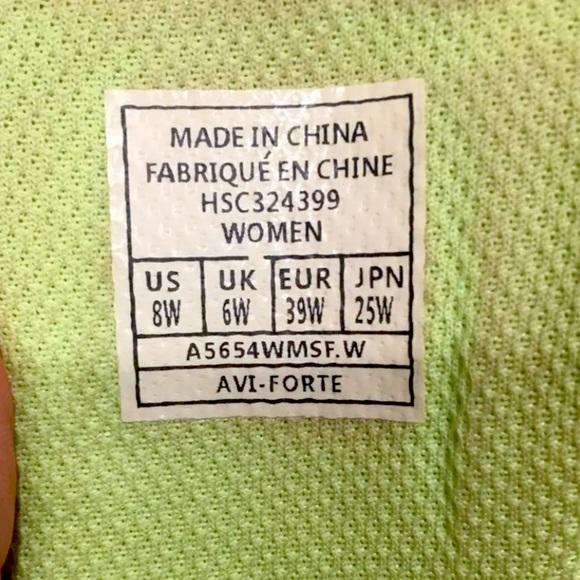 MADE IN CHINA
FABRIQUÉ EN CHINE
HSC324399
WOMEN
US UK EUR JPN
8W 6W 39W 25W
A5654WMSF.W
AVI-FORTE